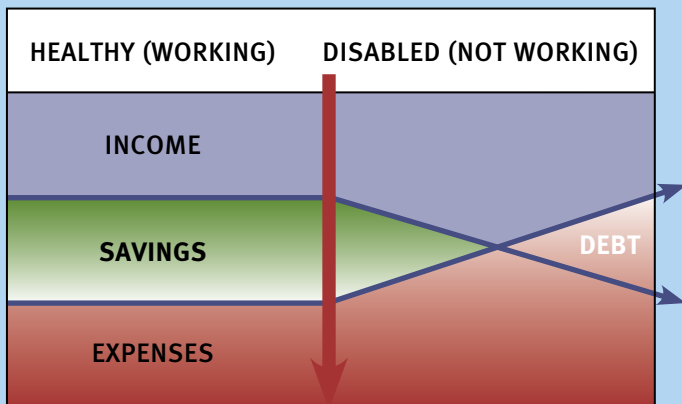 HEALTHY (WORKING)
DISABLED (NOT WORKING)
INCOME
SAVINGS
DEBT
EXPENSES